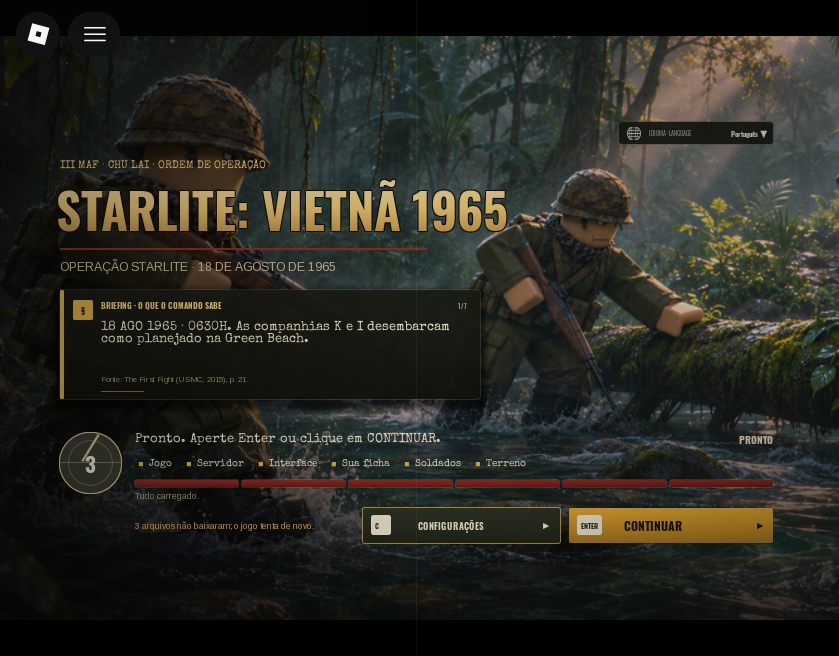 IDIOMA · LANGUAGE
Português ▼
III MAF · CHU LAI · ORDEM DE OPERAÇÃO
STARLITE: VIETNÃ 1965
OPERAÇÃO STARLITE · 18 DE AGOSTO DE 1965
§
BRIEFING · O QUE O COMANDO SABE
1/7
18 AGO 1965 · 0630H. As companhias K e I desembarcam
como planejado na Green Beach.
Fonte: The First Fight (USMC, 2015), p. 21
3
Pronto. Aperte Enter ou clique em CONTINUAR.
PRONTO
Jogo
Servidor
Interface
Sua ficha
Soldados
Terreno
Tudo carregado.
3 arquivos não baixaram; o jogo tenta de novo.
C
CONFIGURAÇÕES
ENTER
CONTINUAR